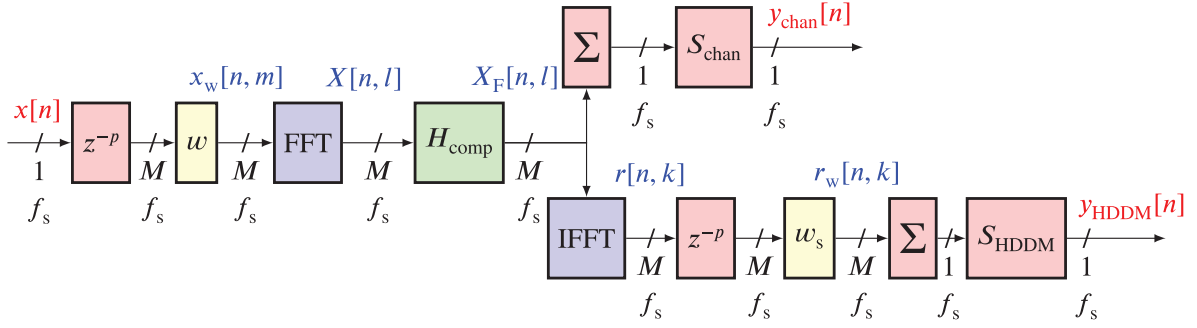 y_chan[n]
Σ
S_chan
1
1
f_s
f_s
x_w[n, m]
X[n, l]
X_F[n, l]
x[n]
z^{-p}
w
FFT
H_comp
1
M
M
M
M
f_s
f_s
f_s
f_s
f_s
r[n, k]
r_w[n, k]
y_HDDM[n]
IFFT
z^{-p}
w_s
Σ
S_HDDM
M
M
M
1
1
f_s
f_s
f_s
f_s
f_s